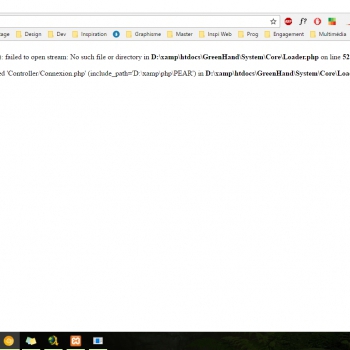 tage Design Dev Inspiration Graphisme Master Inspi Web Prog Engagement Multimédia
: failed to open stream: No such file or directory in D:\xamp\htdocs\GreenHand\System\Core\Loader.php on line 52
ed 'Controller/Connexion.php' (include_path='D:\xamp\php\PEAR') in D:\xamp\htdocs\GreenHand\System\Core\Loa